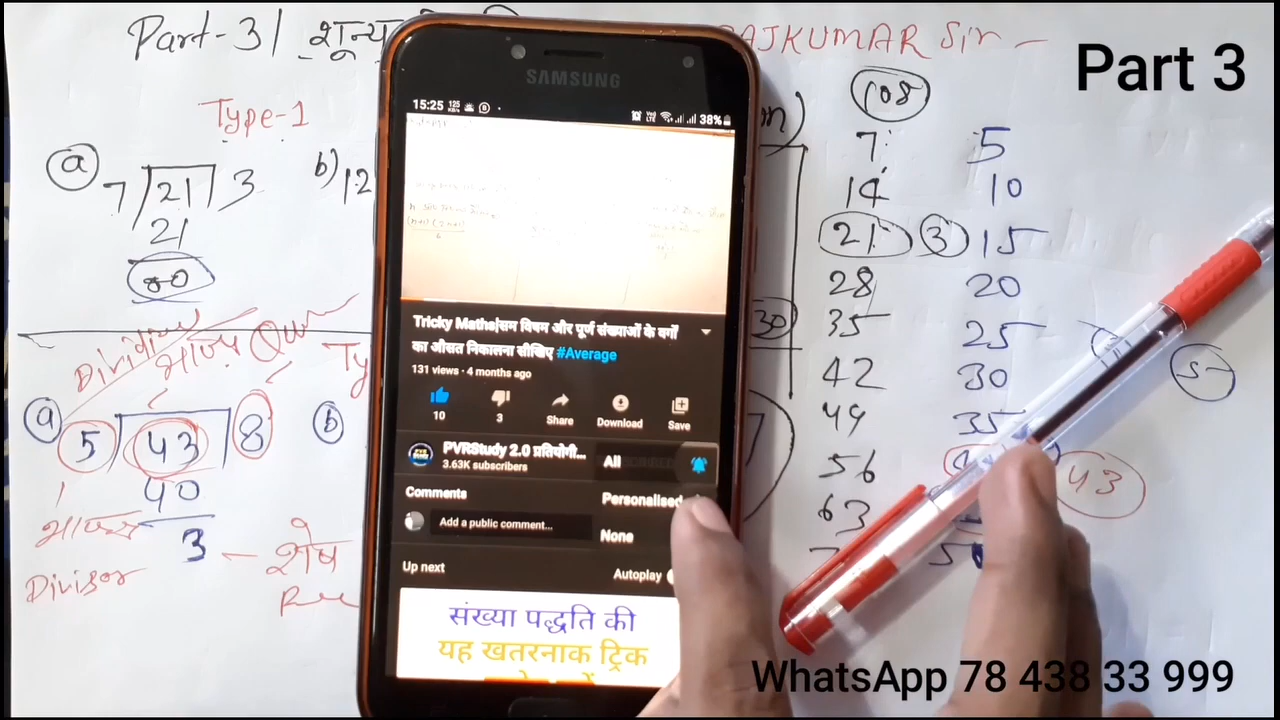 Part-3| शून्य
RAJKUMAR Sir -
Part 3
Type-1
a
7 21 3
21
00
b) 12
भाज्य
a
5 43 8
40
3 - शेष
भाजक
Divisor
b
Ty
SAMSUNG
15:25
38%
Tricky Maths|सम विषम और पूर्ण संख्याओं के वर्गो
का औसत निकालना सीखिए #Average
131 views · 4 months ago
10 3 Share Download Save
PVRStudy 2.0 प्रतियोगी...
3.63K subscribers
All
Comments
Personalised
Add a public comment...
None
Up next
Autoplay
संख्या पद्धति की
यह खतरनाक ट्रिक
108
7 5
14 10
21 3 15
28 20
30
35 25
42 30
49 35
56
43
63
5
WhatsApp 78 438 33 999